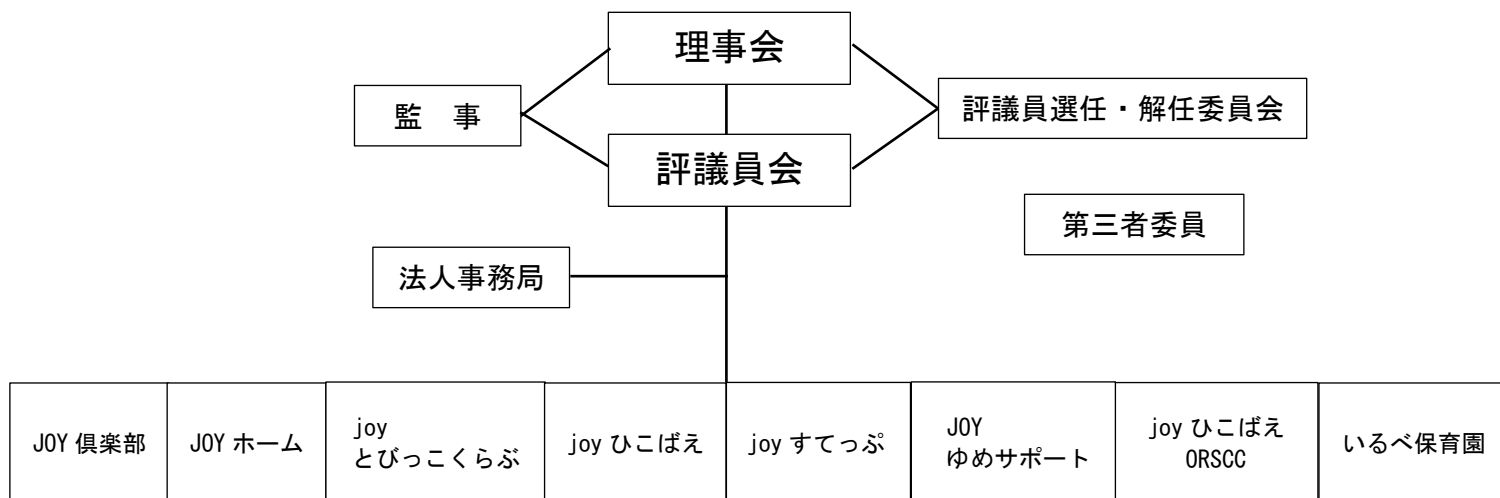 理事会
監　事
評議員選任・解任委員会
評議員会
第三者委員
法人事務局
JOY 倶楽部
JOY ホーム
joy
とびっこくらぶ
joy ひこばえ
joy すてっぷ
JOY
ゆめサポート
joy ひこばえ
ORSCC
いるべ保育園